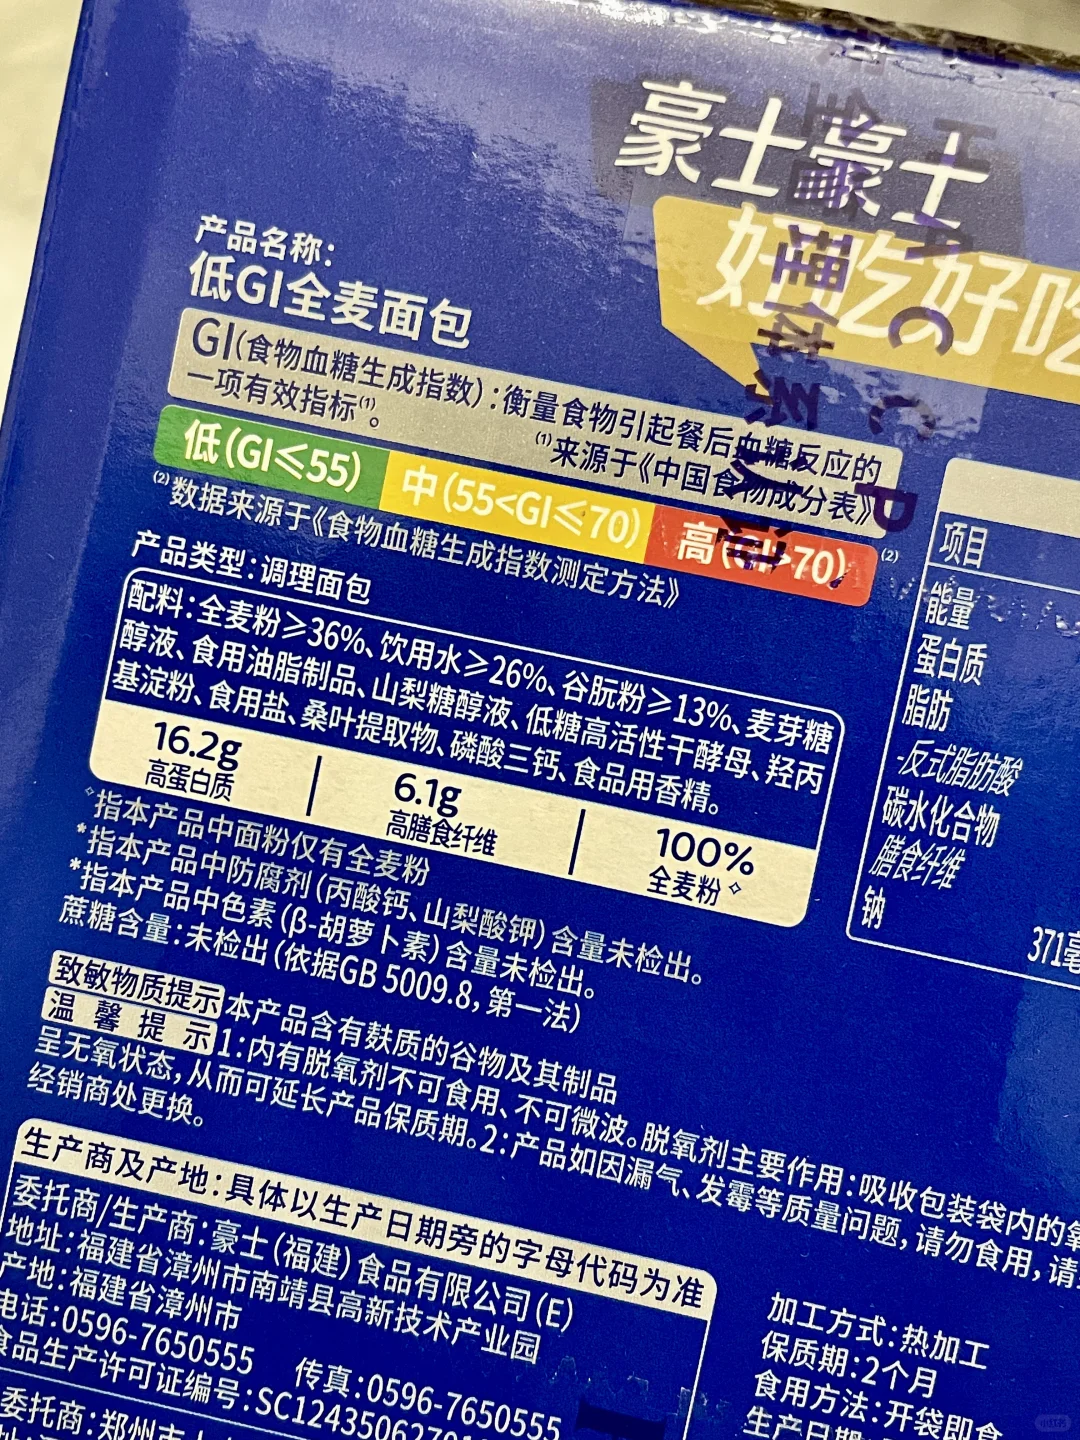 豪士豪士
好吃好吃
产品名称：
低GI全麦面包
GI(食物血糖生成指数)：衡量食物引起餐后血糖反应的
一项有效指标⁽¹⁾。
⁽¹⁾来源于《中国食物成分表》
低(GI≤55)
中(55<GI≤70)
高(GI>70)
⁽²⁾
⁽²⁾数据来源于《食物血糖生成指数测定方法》
产品类型：调理面包
配料：全麦粉≥36%、饮用水≥26%、谷朊粉≥13%、麦芽糖
醇液、食用油脂制品、山梨糖醇液、低糖高活性干酵母、羟丙
基淀粉、食用盐、桑叶提取物、磷酸三钙、食品用香精。
16.2g
高蛋白质
6.1g
高膳食纤维
100%
全麦粉✧
✧指本产品中面粉仅有全麦粉
*指本产品中防腐剂(丙酸钙、山梨酸钾)含量未检出。
*指本产品中色素(β-胡萝卜素)含量未检出。
蔗糖含量：未检出(依据GB 5009.8，第一法)
致敏物质提示 本产品含有麸质的谷物及其制品
温馨提示 1：内有脱氧剂不可食用、不可微波。脱氧剂主要作用：吸收包装袋内的氧
呈无氧状态，从而可延长产品保质期。2：产品如因漏气、发霉等质量问题，请勿食用，请
经销商处更换。
生产商及产地：具体以生产日期旁的字母代码为准
委托商/生产商：豪士(福建)食品有限公司(E)
地址：福建省漳州市南靖县高新技术产业园
产地：福建省漳州市
电话：0596-7650555 传真：0596-7650555
食品生产许可证编号：SC124350627
委托商：郑州市
项目
能量
蛋白质
脂肪
-反式脂肪酸
碳水化合物
膳食纤维
钠
371毫
加工方式：热加工
保质期：2个月
食用方法：开袋即食
生产日期
小红书